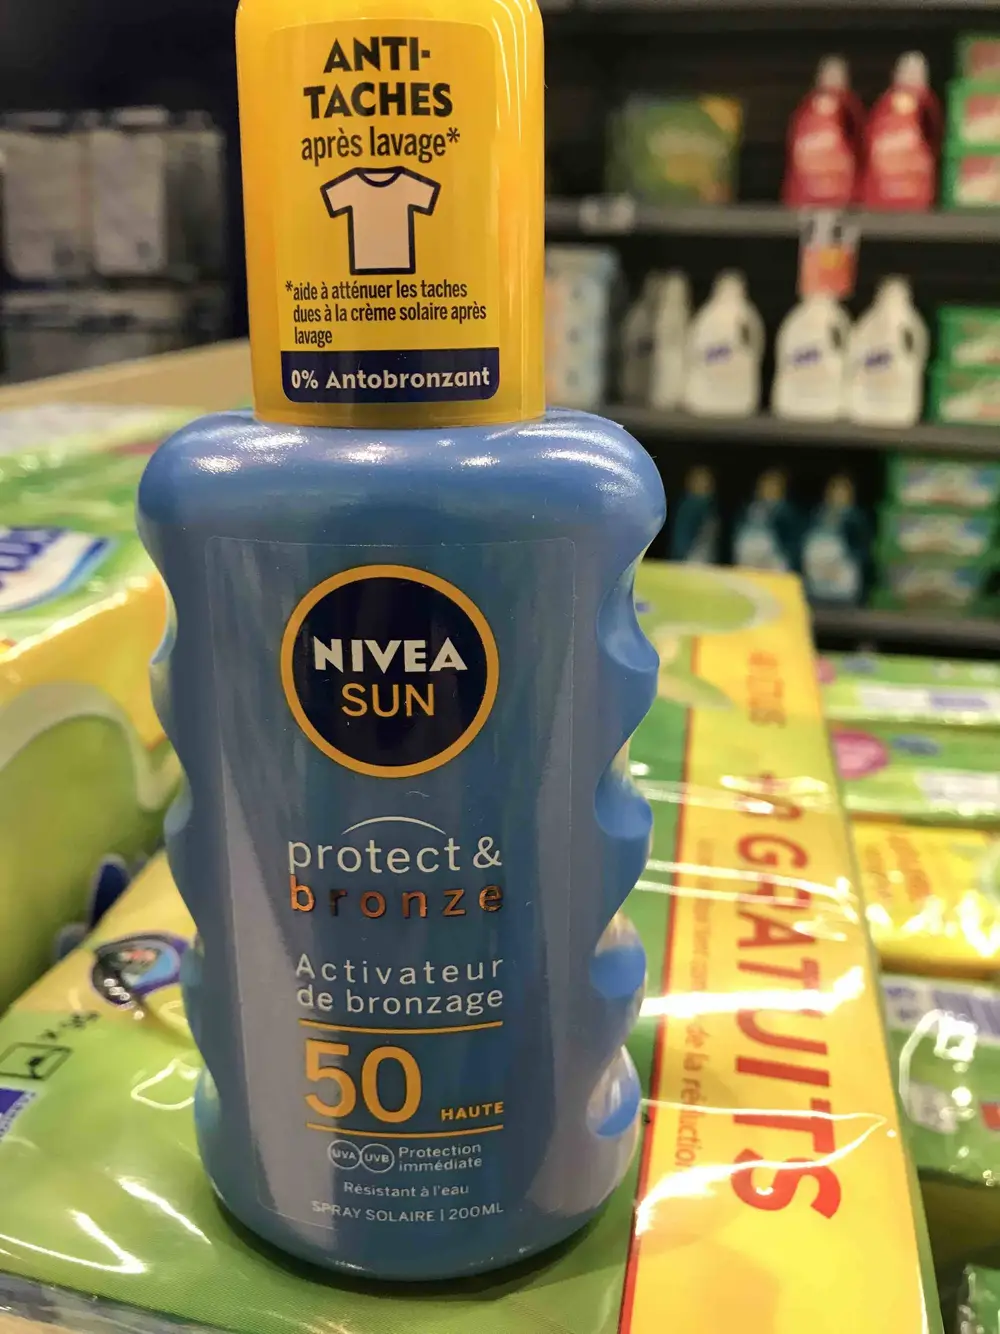 ANTI-
TACHES
après lavage*
*aide à atténuer les taches
dues à la crème solaire après
lavage
0% Antobronzant
NIVEA
SUN
protect &
bronze
Activateur
de bronzage
50 HAUTE
UVA UVB Protection
immédiate
Résistant à l'eau
SPRAY SOLAIRE | 200ML
GRATUITS
de la réduction